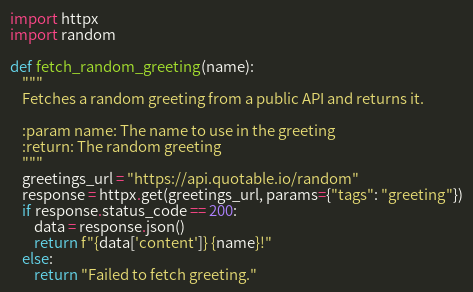 import httpx
import random

def fetch_random_greeting(name):
    """
    Fetches a random greeting from a public API and returns it.

    :param name: The name to use in the greeting
    :return: The random greeting
    """
    greetings_url = "https://api.quotable.io/random"
    response = httpx.get(greetings_url, params={"tags": "greeting"})
    if response.status_code == 200:
        data = response.json()
        return f"{data['content']} {name}!"
    else:
        return "Failed to fetch greeting."